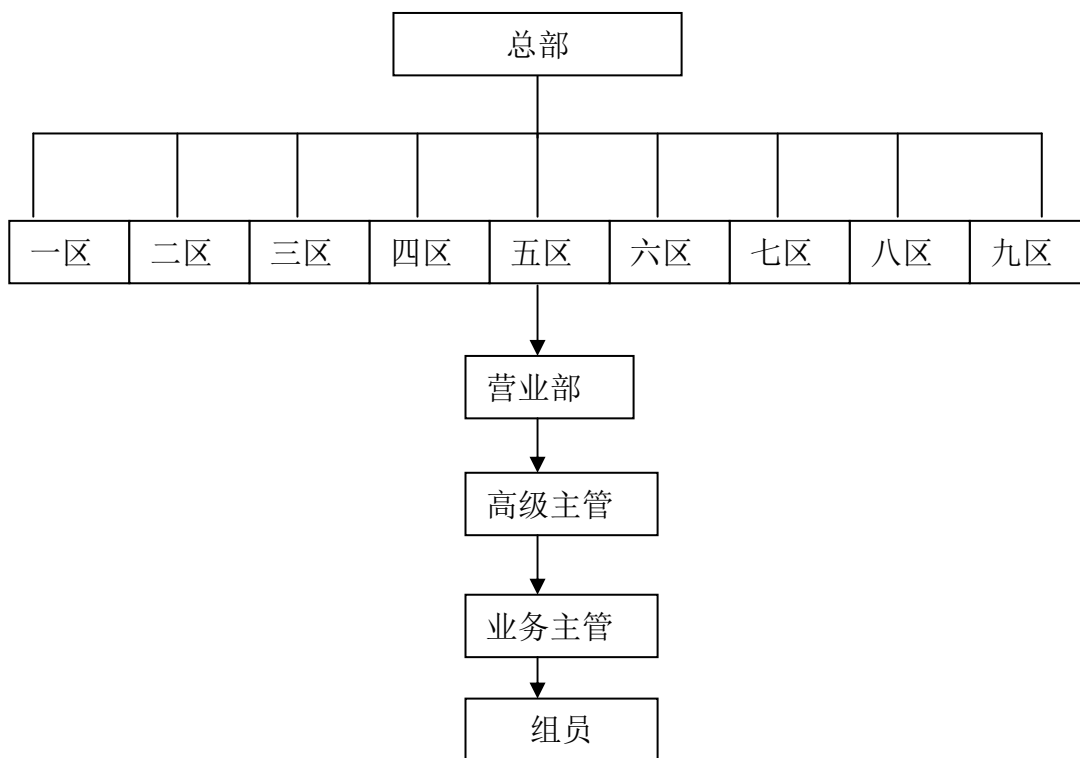 总部
一区 二区 三区 四区 五区 六区 七区 八区 九区
营业部
高级主管
业务主管
组员